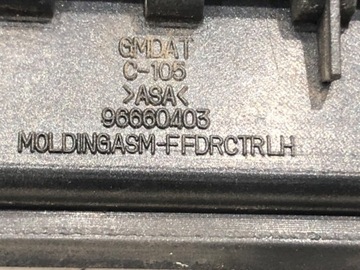 GMDAT
C-105
>ASA<
96660403
MOLDINGASM-FFDRCTRLH